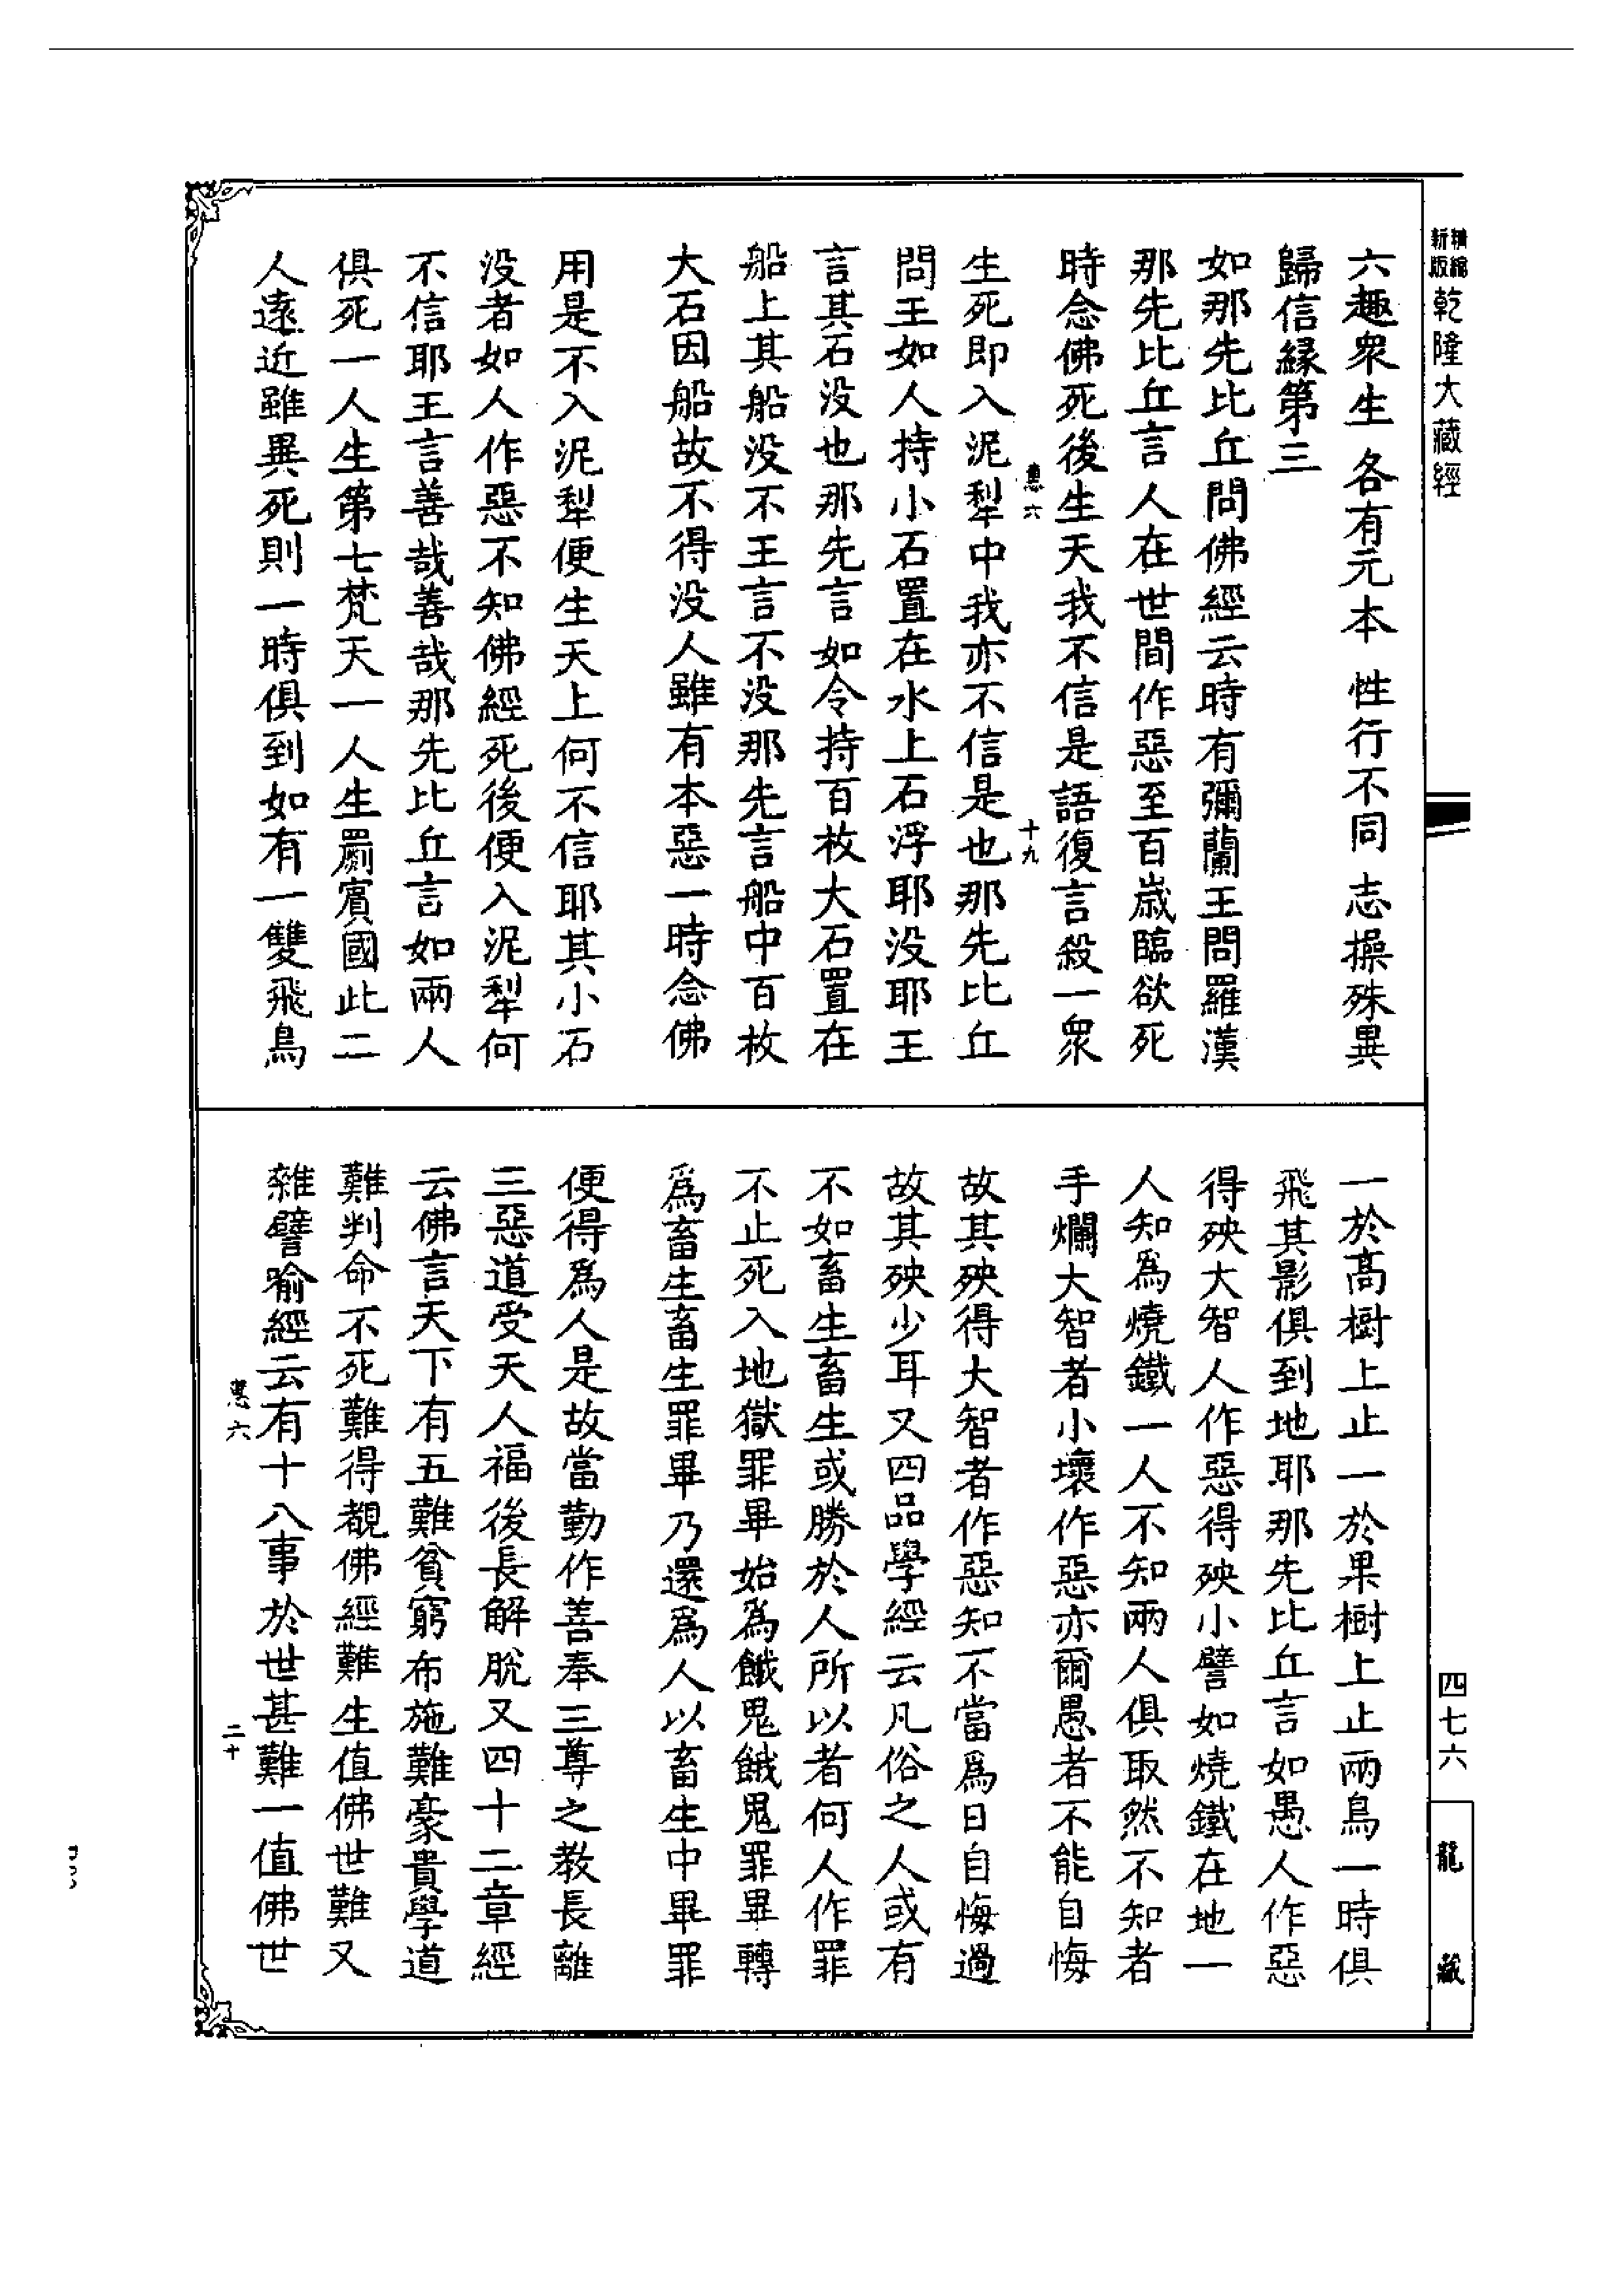 新編
縮版
乾隆大藏經
六趣衆生 各有元本 性行不同 志操殊異
歸信緣第三
如那先比丘問佛經云時有彌蘭王問羅漢
那先比丘言人在世間作惡至百歲臨欲死
時念佛死後生天我不信是語復言殺一衆
惠六
十九
生死即入泥犁中我亦不信是也那先比丘
問王如人持小石置在水上石浮耶没耶王
言其石没也那先言如令持百枚大石置在
船上其船没不王言不没那先言船中百枚
大石因船故不得没人雖有本惡一時念佛
用是不入泥犁便生天上何不信耶其小石
没者如人作惡不知佛經死後便入泥犁何
不信耶王言善哉善哉那先比丘言如兩人
俱死一人生第七梵天一人生罽賓國此二
人遠近雖異死則一時俱到如有一雙飛鳥
一於高樹上止一於果樹上止兩鳥一時俱
飛其影俱到地耶那先比丘言如愚人作惡
得殃大智人作惡得殃小譬如燒鐵在地一
人知爲燒鐵一人不知兩人俱取然不知者
手爛大智者小壞作惡亦爾愚者不能自悔
故其殃得大智者作惡知不當爲日自悔過
故其殃少耳又四品學經云凡俗之人或有
不如畜生畜生或勝於人所以者何人作罪
不止死入地獄罪畢始爲餓鬼餓鬼罪畢轉
爲畜生畜生罪畢乃還爲人以畜生中畢罪
便得爲人是故當勤作善奉三尊之教長離
三惡道受天人福後長解脫又四十二章經
云佛言天下有五難貧窮布施難豪貴學道
難判命不死難得覩佛經難生值佛世難又
雜譬喻經云有十八事於世甚難一值佛世
惠六
二十
四七六
龍藏